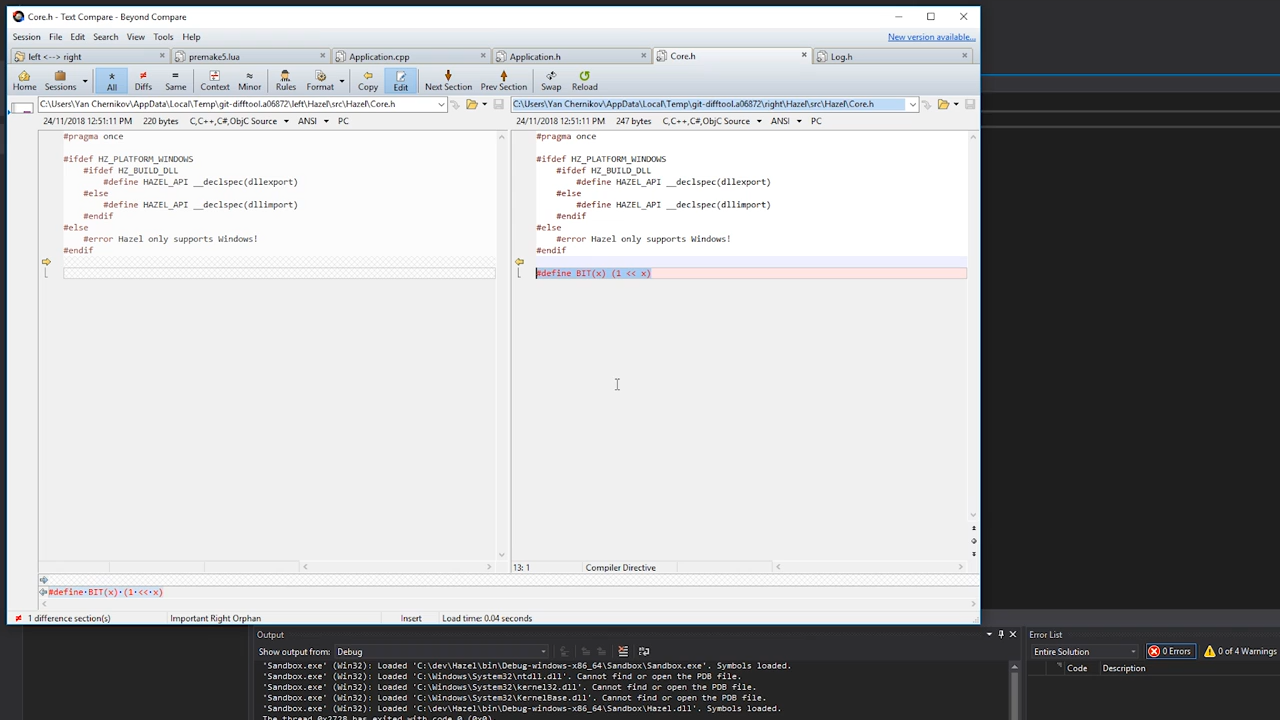 Core.h - Text Compare - Beyond Compare
Session File Edit Search View Tools Help New version available...
left <--> right premake5.lua Application.cpp Application.h Core.h Log.h
Home Sessions All Diffs Same Context Minor Rules Format Copy Edit Next Section Prev Section Swap Reload
C:\Users\Yan Chernikov\AppData\Local\Temp\git-difftool.a06872\left\Hazel\src\Hazel\Core.h
24/11/2018 12:51:11 PM 220 bytes C,C++,C#,ObjC Source ANSI PC
#pragma once
#ifdef HZ_PLATFORM_WINDOWS
#ifdef HZ_BUILD_DLL
#define HAZEL_API __declspec(dllexport)
#else
#define HAZEL_API __declspec(dllimport)
#endif
#else
#error Hazel only supports Windows!
#endif
C:\Users\Yan Chernikov\AppData\Local\Temp\git-difftool.a06872\right\Hazel\src\Hazel\Core.h
24/11/2018 12:51:11 PM 247 bytes C,C++,C#,ObjC Source ANSI PC
#pragma once
#ifdef HZ_PLATFORM_WINDOWS
#ifdef HZ_BUILD_DLL
#define HAZEL_API __declspec(dllexport)
#else
#define HAZEL_API __declspec(dllimport)
#endif
#else
#error Hazel only supports Windows!
#endif
#define BIT(x) (1 << x)
13: 1 Compiler Directive
#define·BIT(x)·(1·<<·x)
1 difference section(s) Important Right Orphan Insert Load time: 0.04 seconds
Output
Show output from: Debug
'Sandbox.exe' (Win32): Loaded 'C:\dev\Hazel\bin\Debug-windows-x86_64\Sandbox\Sandbox.exe'. Symbols loaded.
'Sandbox.exe' (Win32): Loaded 'C:\Windows\System32\ntdll.dll'. Cannot find or open the PDB file.
'Sandbox.exe' (Win32): Loaded 'C:\Windows\System32\kernel32.dll'. Cannot find or open the PDB file.
'Sandbox.exe' (Win32): Loaded 'C:\Windows\System32\KernelBase.dll'. Cannot find or open the PDB file.
'Sandbox.exe' (Win32): Loaded 'C:\dev\Hazel\bin\Debug-windows-x86_64\Sandbox\Hazel.dll'. Symbols loaded.
The thread 0x2728 has exited with code 0 (0x0).
Error List
Entire Solution 0 Errors 0 of 4 Warnings
Code Description